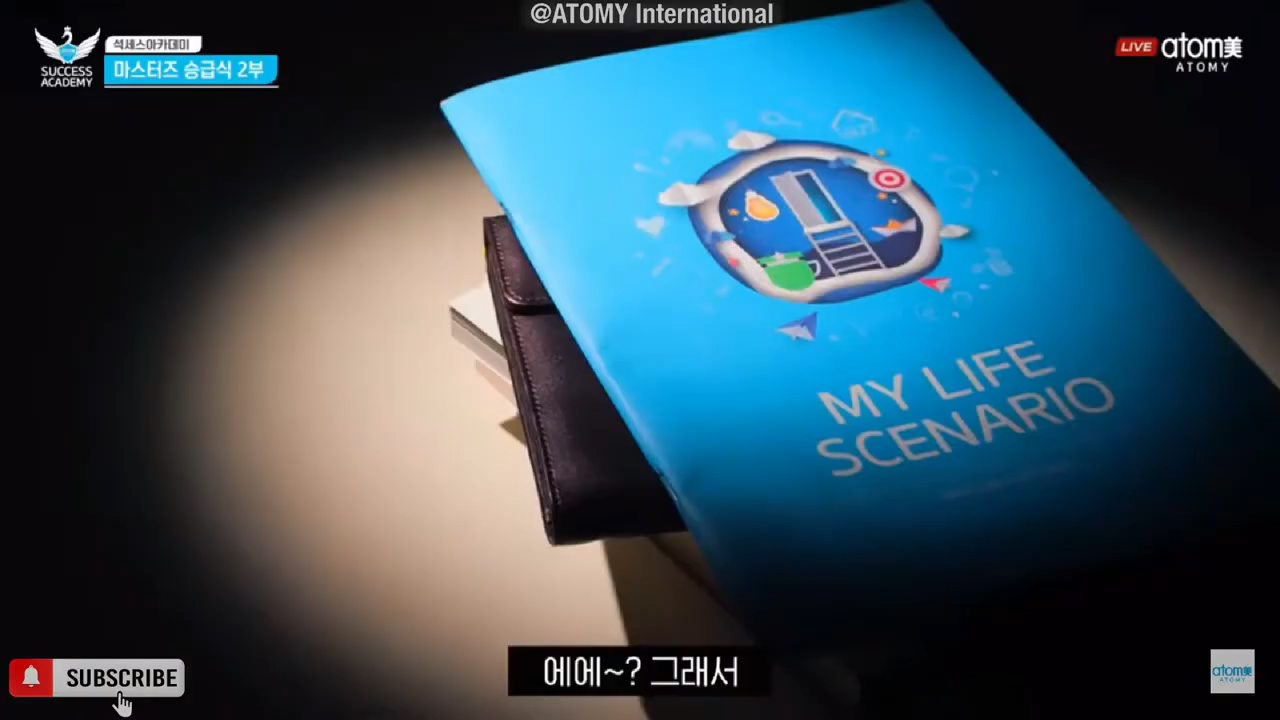 @ATOMY International
SUCCESS
ACADEMY
석세스아카데미
마스터즈 승급식 2부
LIVE atom美
ATOMY
MY LIFE
SCENARIO
에에~? 그래서
SUBSCRIBE
atom美
ATOMY